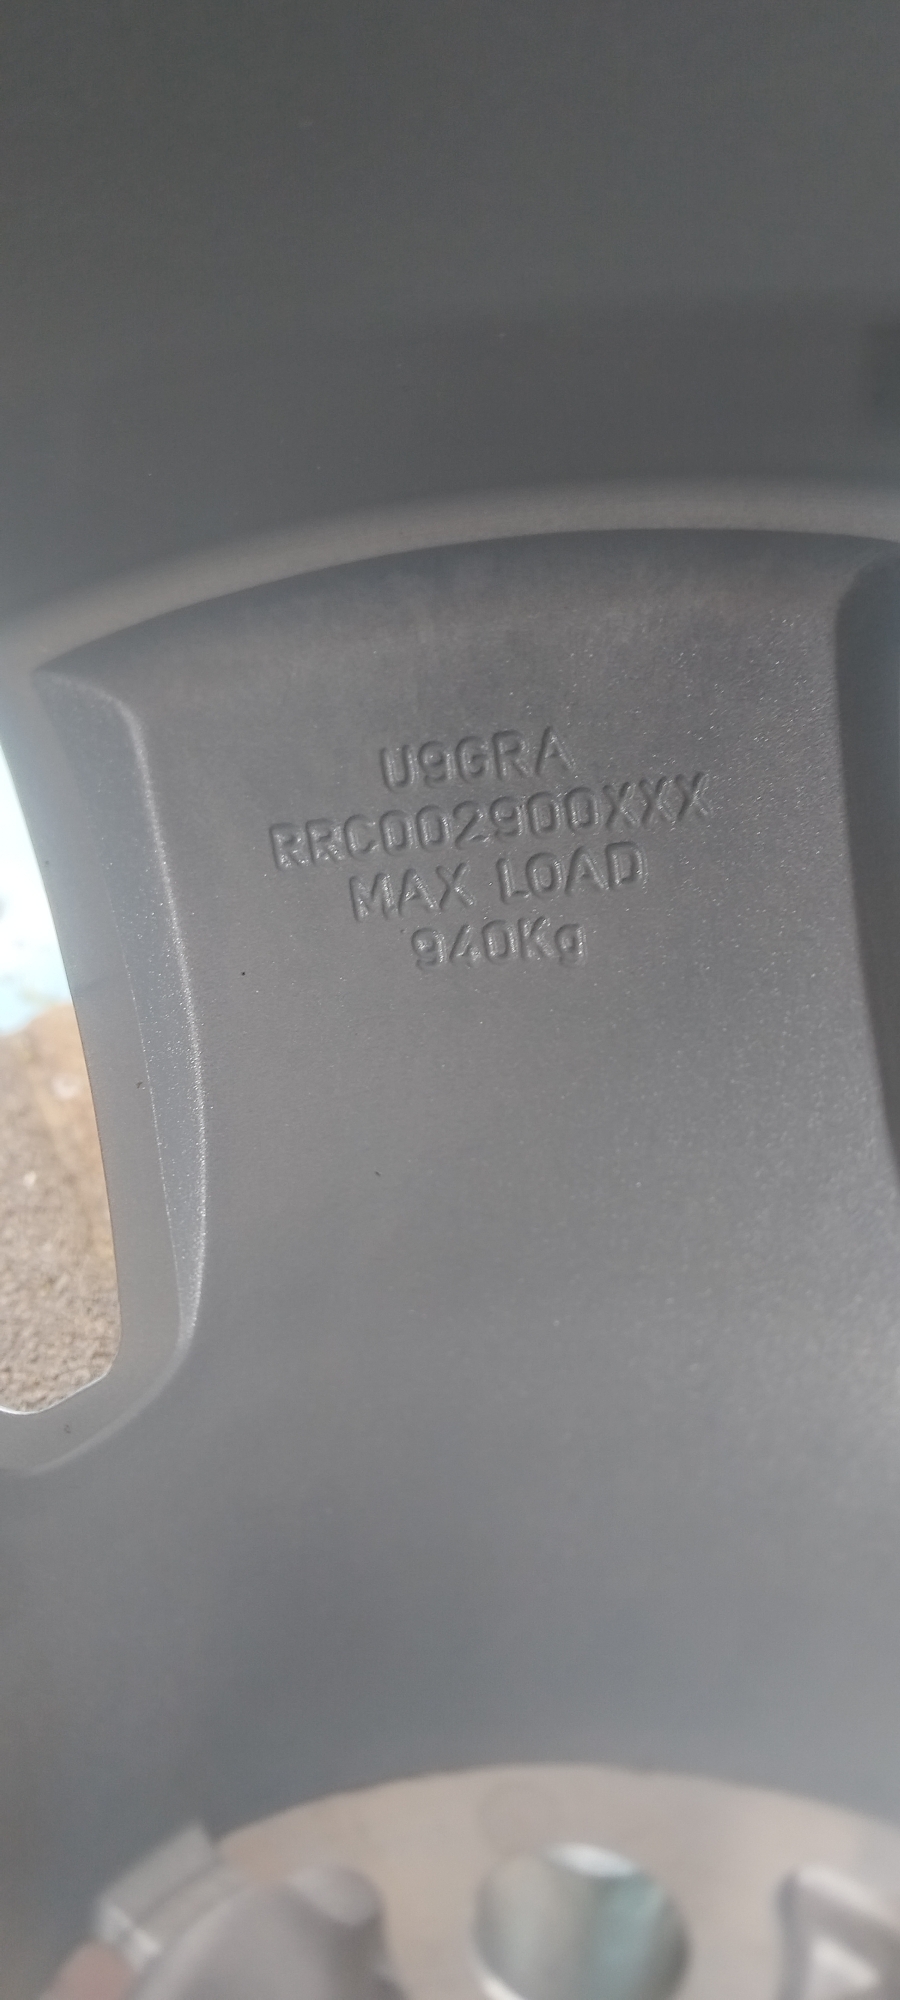 U9GRA
RRC002900XXX
MAX LOAD
940Kg